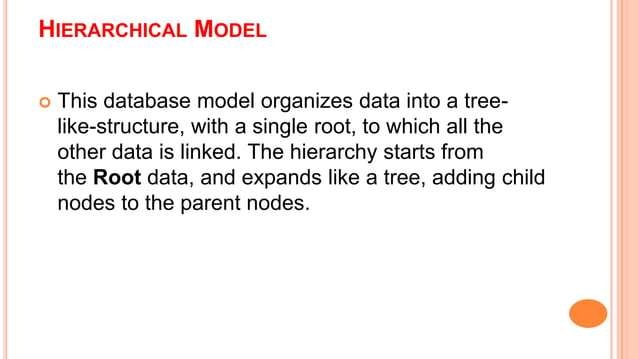 HIERARCHICAL MODEL
This database model organizes data into a tree-
like-structure, with a single root, to which all the
other data is linked. The hierarchy starts from
the Root data, and expands like a tree, adding child
nodes to the parent nodes.